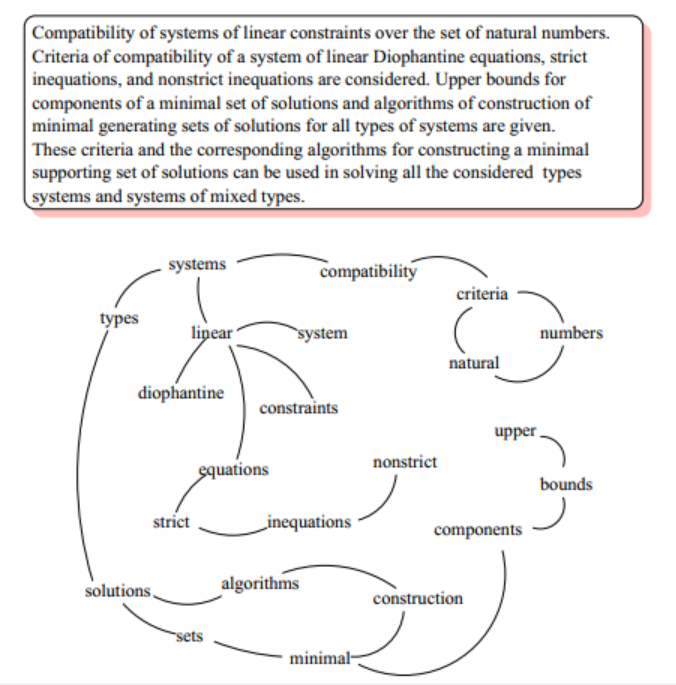 Compatibility of systems of linear constraints over the set of natural numbers.
Criteria of compatibility of a system of linear Diophantine equations, strict
inequations, and nonstrict inequations are considered. Upper bounds for
components of a minimal set of solutions and algorithms of construction of
minimal generating sets of solutions for all types of systems are given.
These criteria and the corresponding algorithms for constructing a minimal
supporting set of solutions can be used in solving all the considered types
systems and systems of mixed types.
systems
compatibility
criteria
types
linear
system
numbers
natural
diophantine
constraints
upper
nonstrict
equations
bounds
strict
inequations
components
algorithms
solutions
construction
sets
minimal